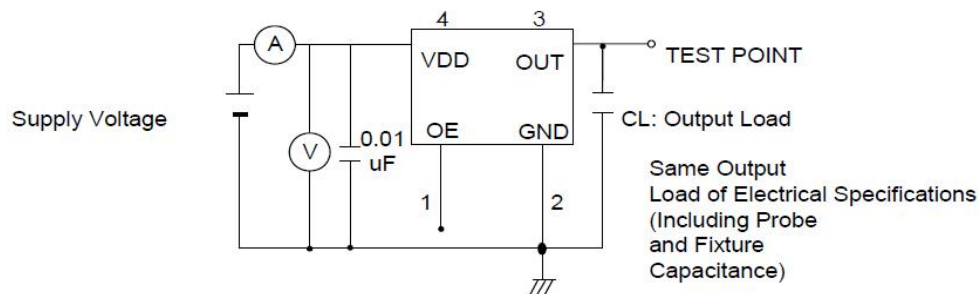 4 3
A
VDD OUT
TEST POINT
Supply Voltage
CL: Output Load
0.01
uF
OE GND
V
Same Output
Load of Electrical Specifications
(Including Probe
and Fixture
Capacitance)
1 2